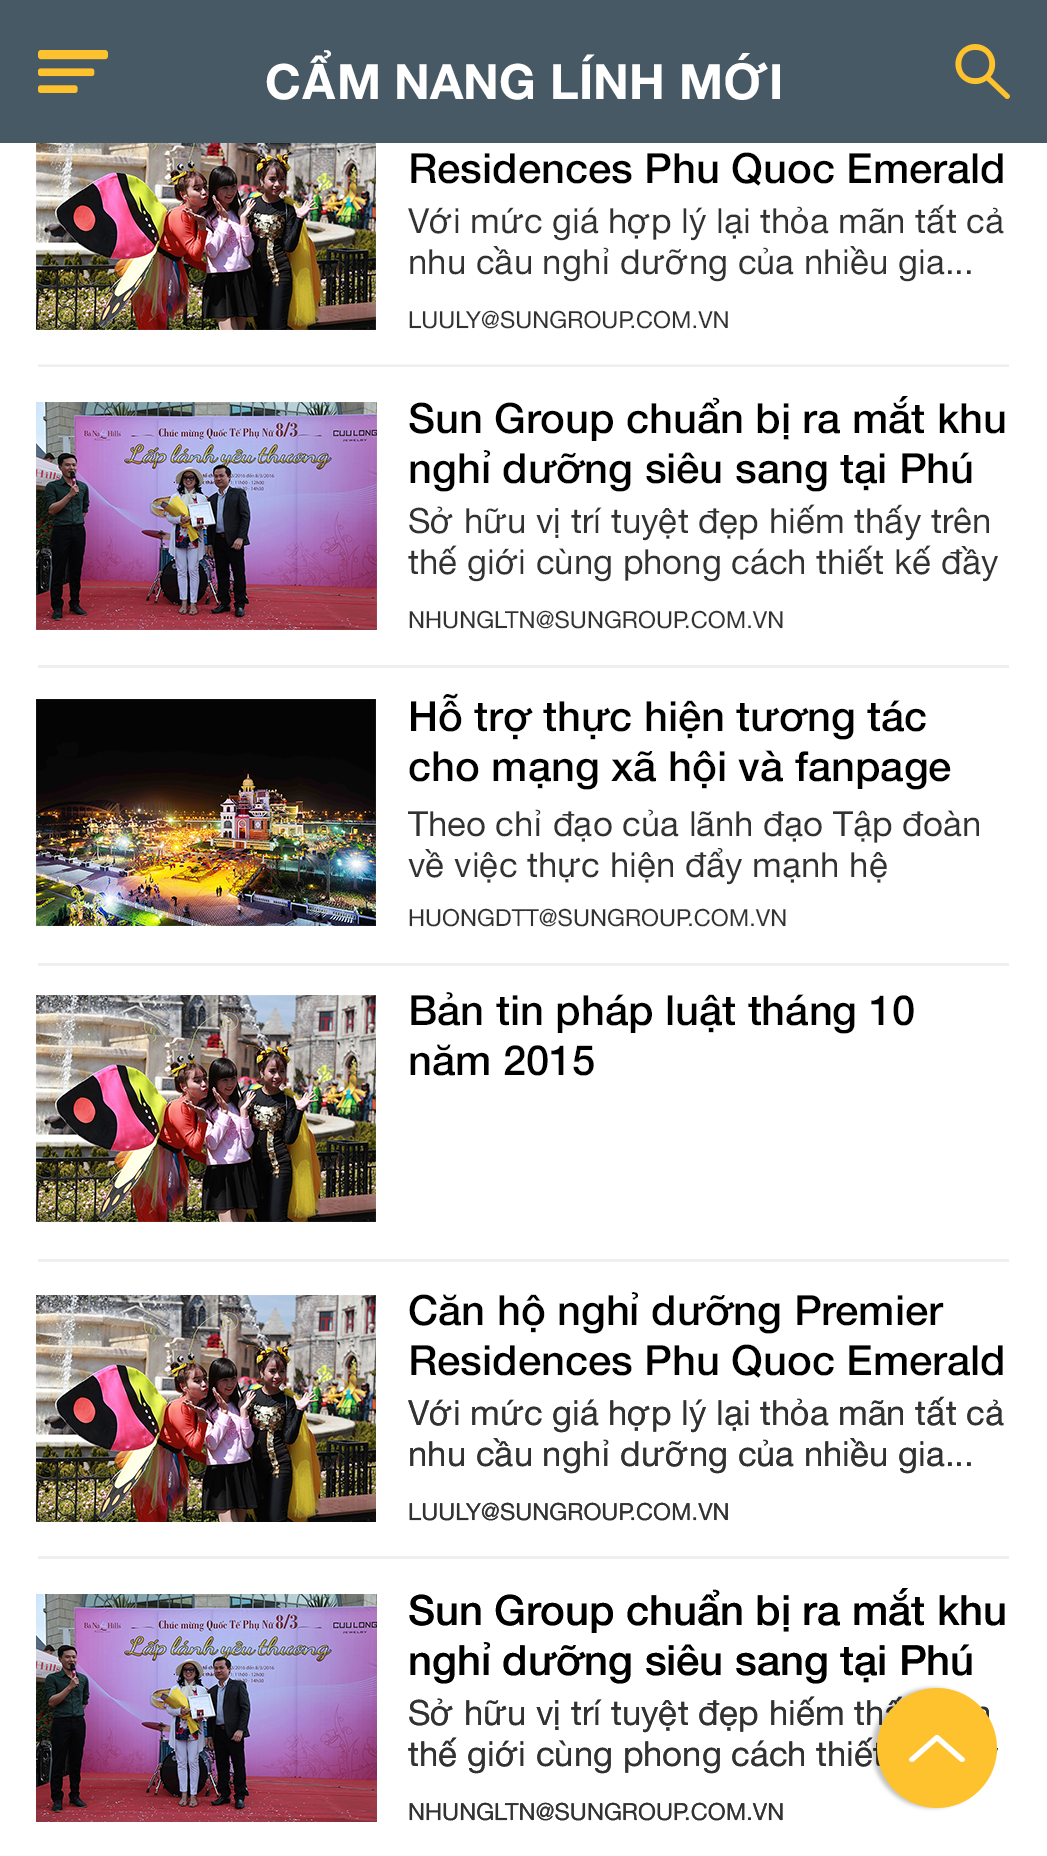 CẨM NANG LÍNH MỚI
Residences Phu Quoc Emerald
Với mức giá hợp lý lại thỏa mãn tất cả
nhu cầu nghỉ dưỡng của nhiều gia...
LUULY@SUNGROUP.COM.VN
Ba Na Hills
Chúc mừng Quốc Tế Phụ Nữ 8/3
CUULONG
JEWELRY
Lấp lánh yêu thương
Sun Group chuẩn bị ra mắt khu
nghỉ dưỡng siêu sang tại Phú
Sở hữu vị trí tuyệt đẹp hiếm thấy trên
thế giới cùng phong cách thiết kế đầy
NHUNGLTN@SUNGROUP.COM.VN
Hỗ trợ thực hiện tương tác
cho mạng xã hội và fanpage
Theo chỉ đạo của lãnh đạo Tập đoàn
về việc thực hiện đẩy mạnh hệ
HUONGDTT@SUNGROUP.COM.VN
Bản tin pháp luật tháng 10
năm 2015
Căn hộ nghỉ dưỡng Premier
Residences Phu Quoc Emerald
Với mức giá hợp lý lại thỏa mãn tất cả
nhu cầu nghỉ dưỡng của nhiều gia...
LUULY@SUNGROUP.COM.VN
Ba Na Hills
Chúc mừng Quốc Tế Phụ Nữ 8/3
CUULONG
JEWELRY
Lấp lánh yêu thương
Sun Group chuẩn bị ra mắt khu
nghỉ dưỡng siêu sang tại Phú
Sở hữu vị trí tuyệt đẹp hiếm
thế giới cùng phong cách thiết
NHUNGLTN@SUNGROUP.COM.VN